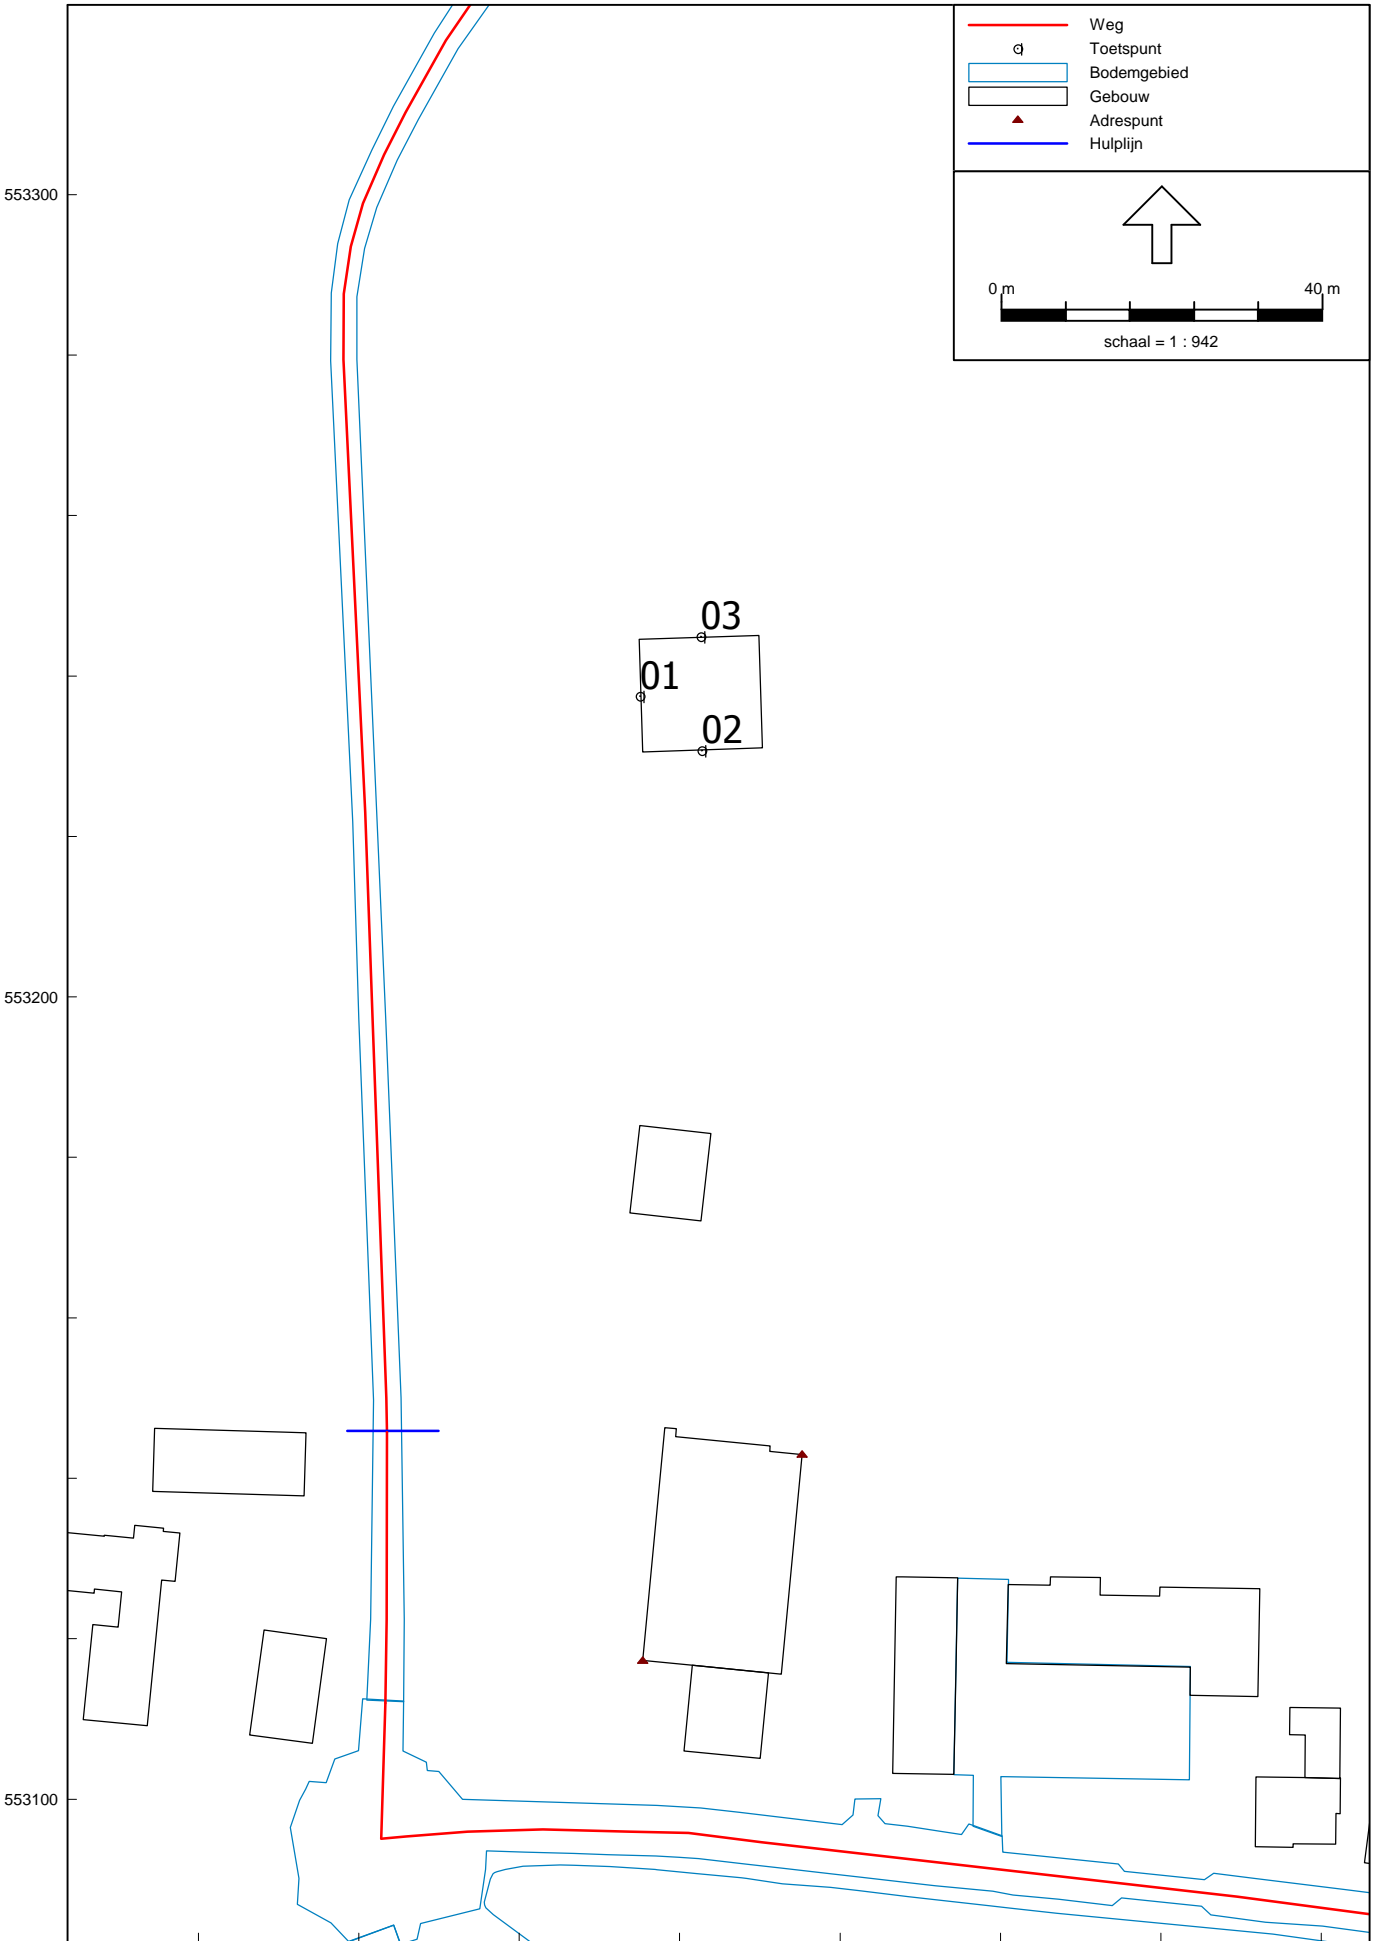 Weg
Toetspunt
Bodemgebied
Gebouw
Adrespunt
Hulplijn
553300
0 m 40 m
schaal = 1 : 942
03
01
02
553200
553100